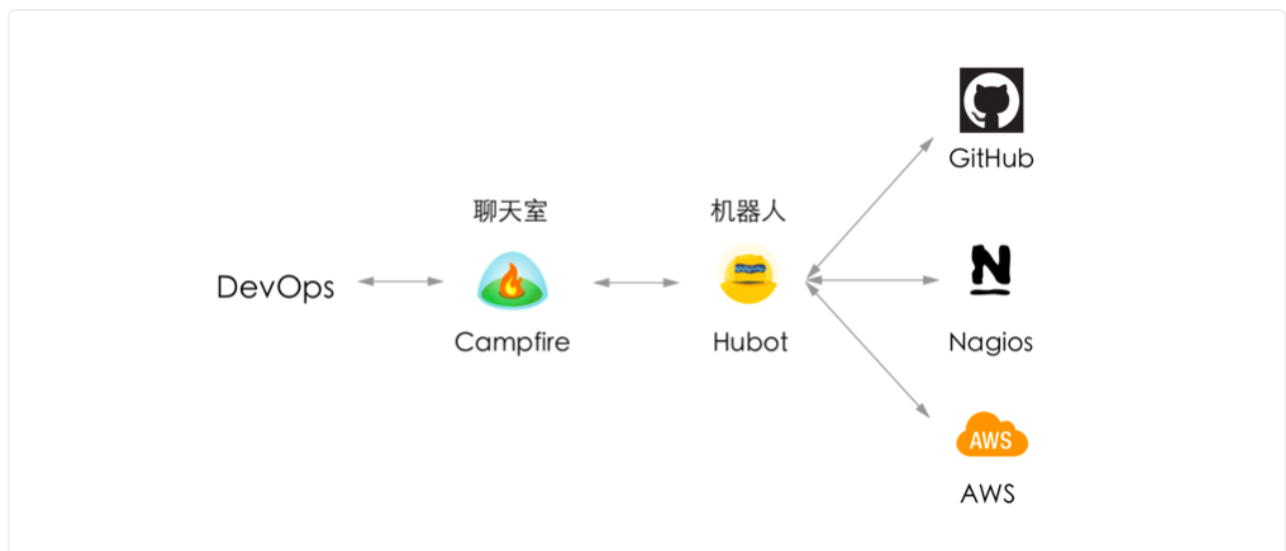 GitHub
聊天室
机器人
DevOps
N
Campfire
Hubot
Nagios
AWS
AWS